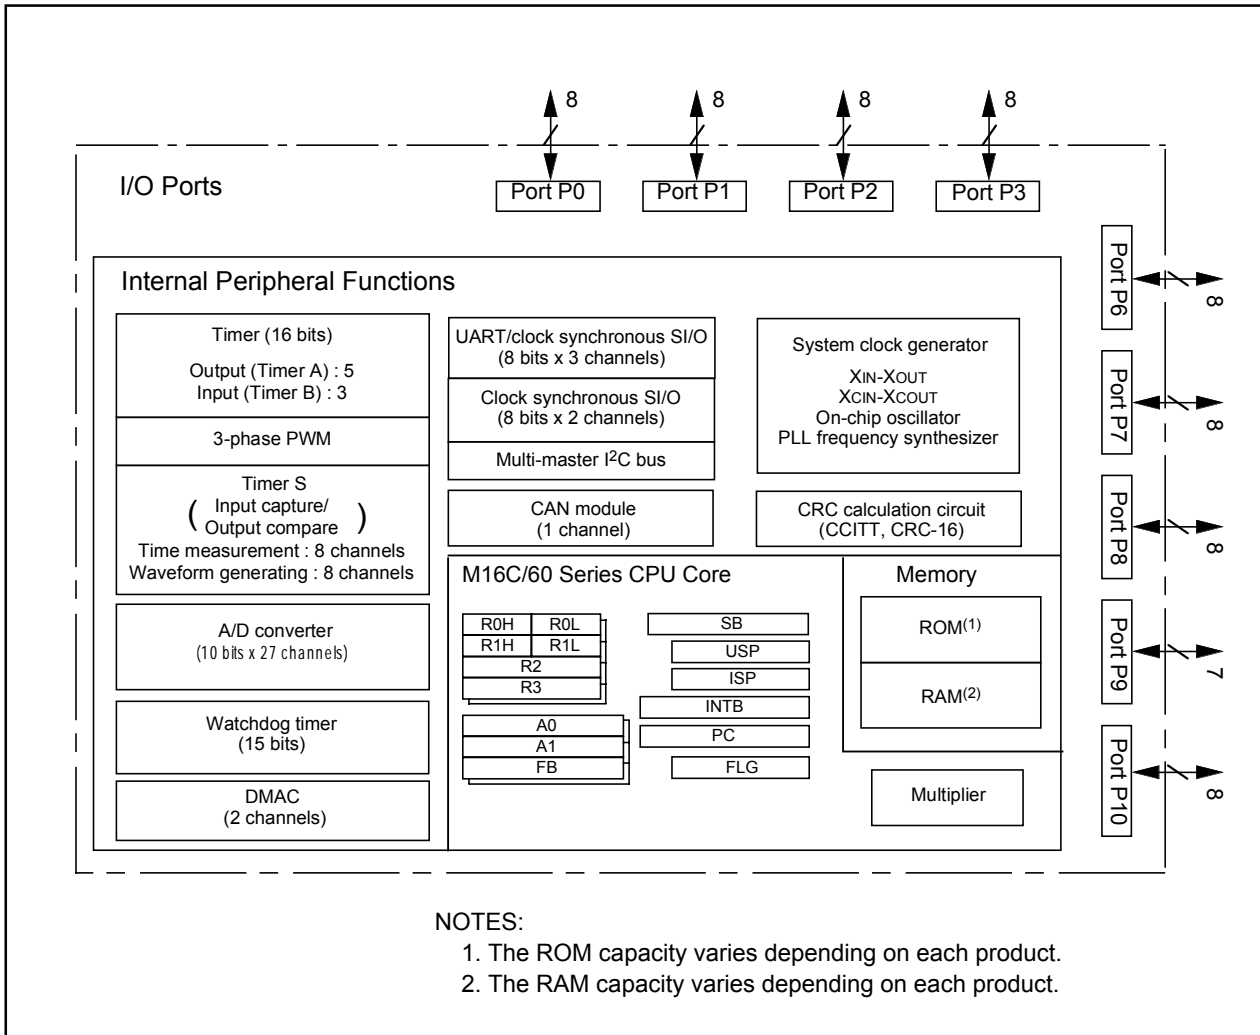 8
8
8
8
I/O Ports
Port P0
Port P1
Port P2
Port P3
Port P6
8
Port P7
8
Port P8
8
Port P9
7
Port P10
8
Internal Peripheral Functions
Timer (16 bits)
Output (Timer A) : 5
Input (Timer B) : 3
3-phase PWM
Timer S
( Input capture/
Output compare )
Time measurement : 8 channels
Waveform generating : 8 channels
A/D converter
(10 bits x 27 channels)
Watchdog timer
(15 bits)
DMAC
(2 channels)
UART/clock synchronous SI/O
(8 bits x 3 channels)
Clock synchronous SI/O
(8 bits x 2 channels)
Multi-master I²C bus
CAN module
(1 channel)
System clock generator
XIN-XOUT
XCIN-XCOUT
On-chip oscillator
PLL frequency synthesizer
CRC calculation circuit
(CCITT, CRC-16)
M16C/60 Series CPU Core
R0H
R0L
R1H
R1L
R2
R3
A0
A1
FB
SB
USP
ISP
INTB
PC
FLG
Memory
ROM(1)
RAM(2)
Multiplier
NOTES:
1. The ROM capacity varies depending on each product.
2. The RAM capacity varies depending on each product.